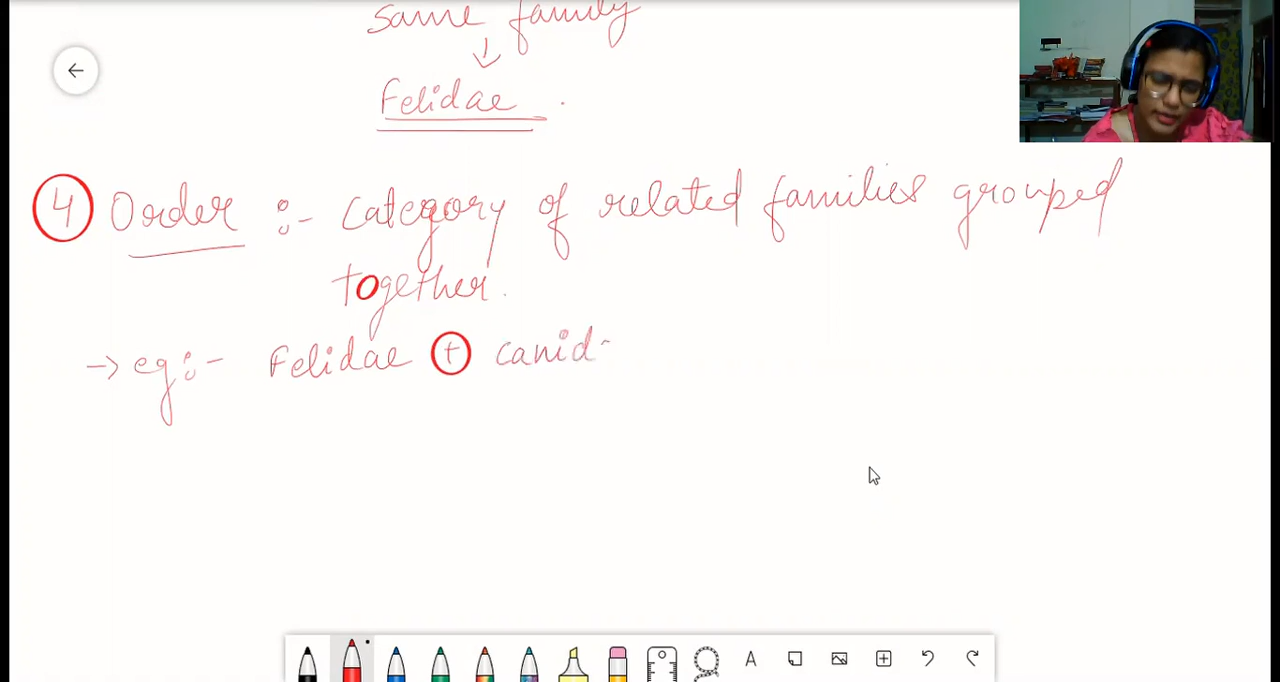 Same family
Felidae
4 Order :- Category of related families grouped
together.
→ eg :- Felidae + canid
A